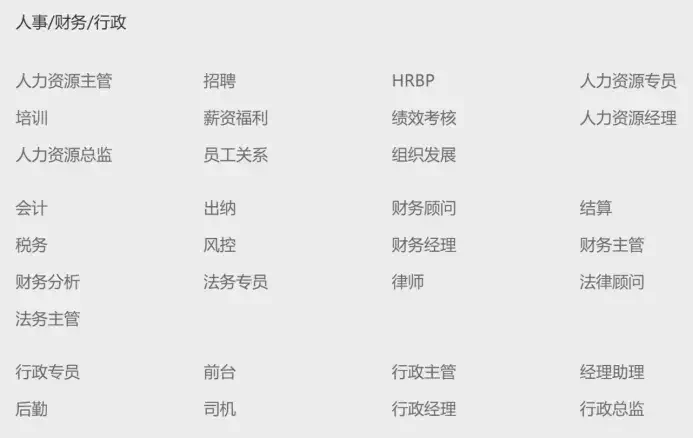 人事/财务/行政
人力资源主管 招聘 HRBP 人力资源专员
培训 薪资福利 绩效考核 人力资源经理
人力资源总监 员工关系 组织发展
会计 出纳 财务顾问 结算
税务 风控 财务经理 财务主管
财务分析 法务专员 律师 法律顾问
法务主管
行政专员 前台 行政主管 经理助理
后勤 司机 行政经理 行政总监